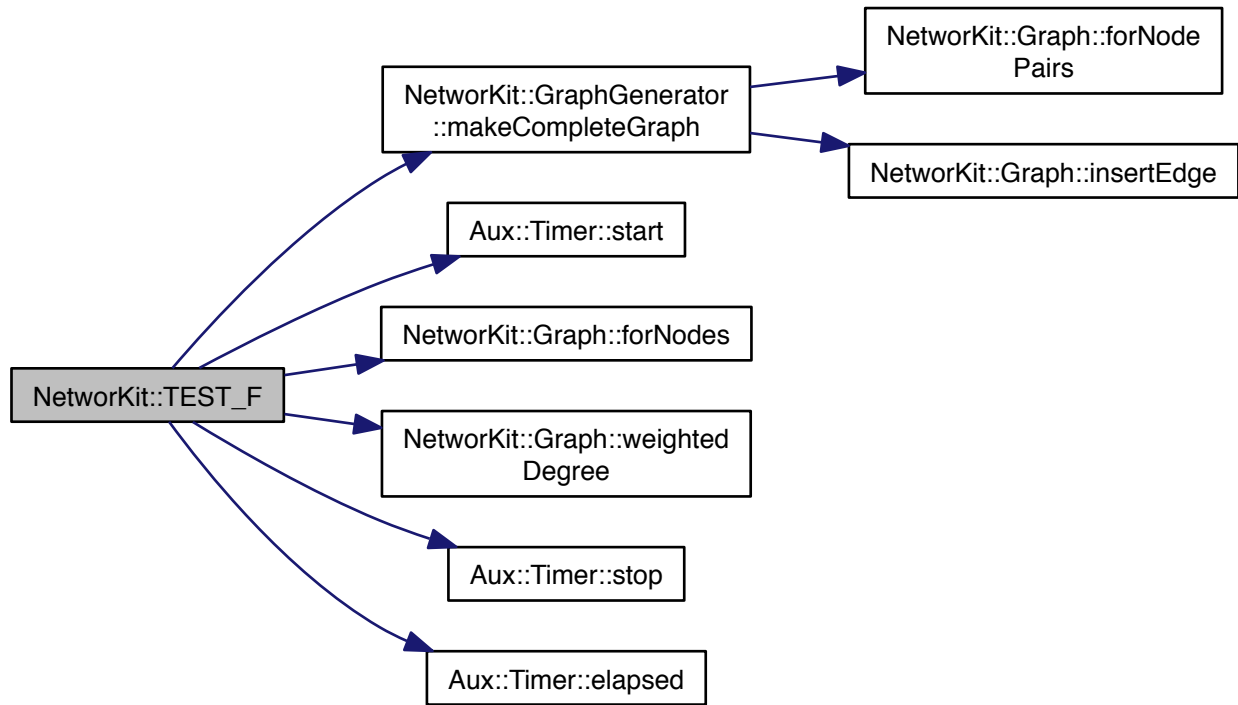 NetworKit::Graph::forNode
Pairs
NetworKit::GraphGenerator
::makeCompleteGraph
NetworKit::Graph::insertEdge
Aux::Timer::start
NetworKit::Graph::forNodes
NetworKit::TEST_F
NetworKit::Graph::weighted
Degree
Aux::Timer::stop
Aux::Timer::elapsed